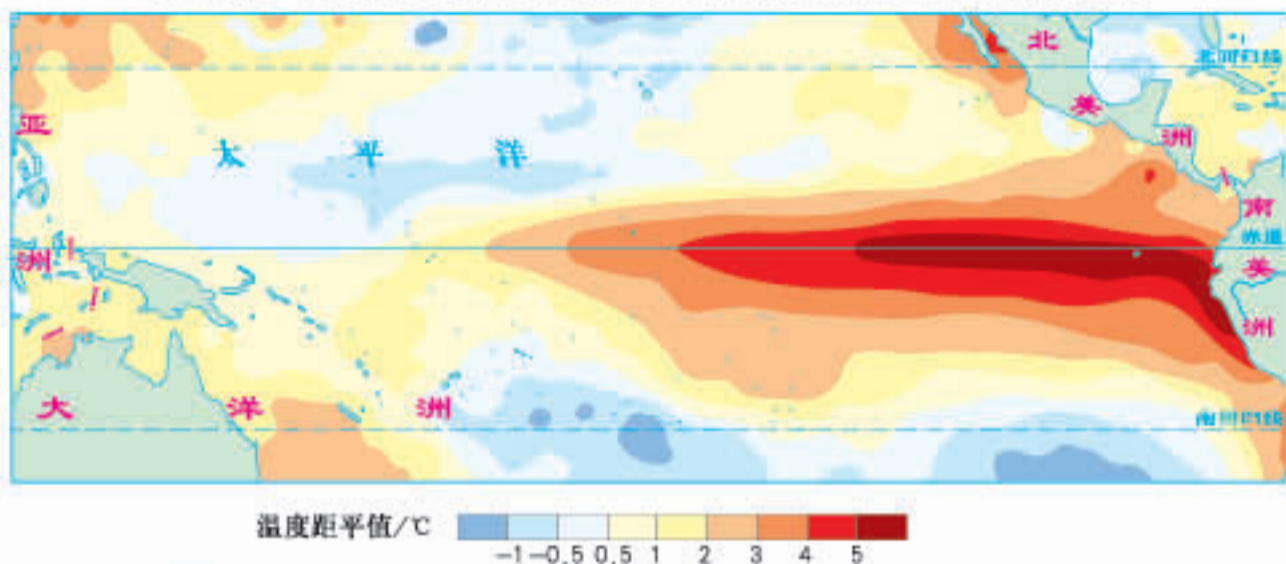 北
北回归线
亚
美
太平洋
洲
南
赤道
洲
美
洲
大洋洲
南回归线
温度距平值/℃
-1 -0.5 0.5 1 2 3 4 5